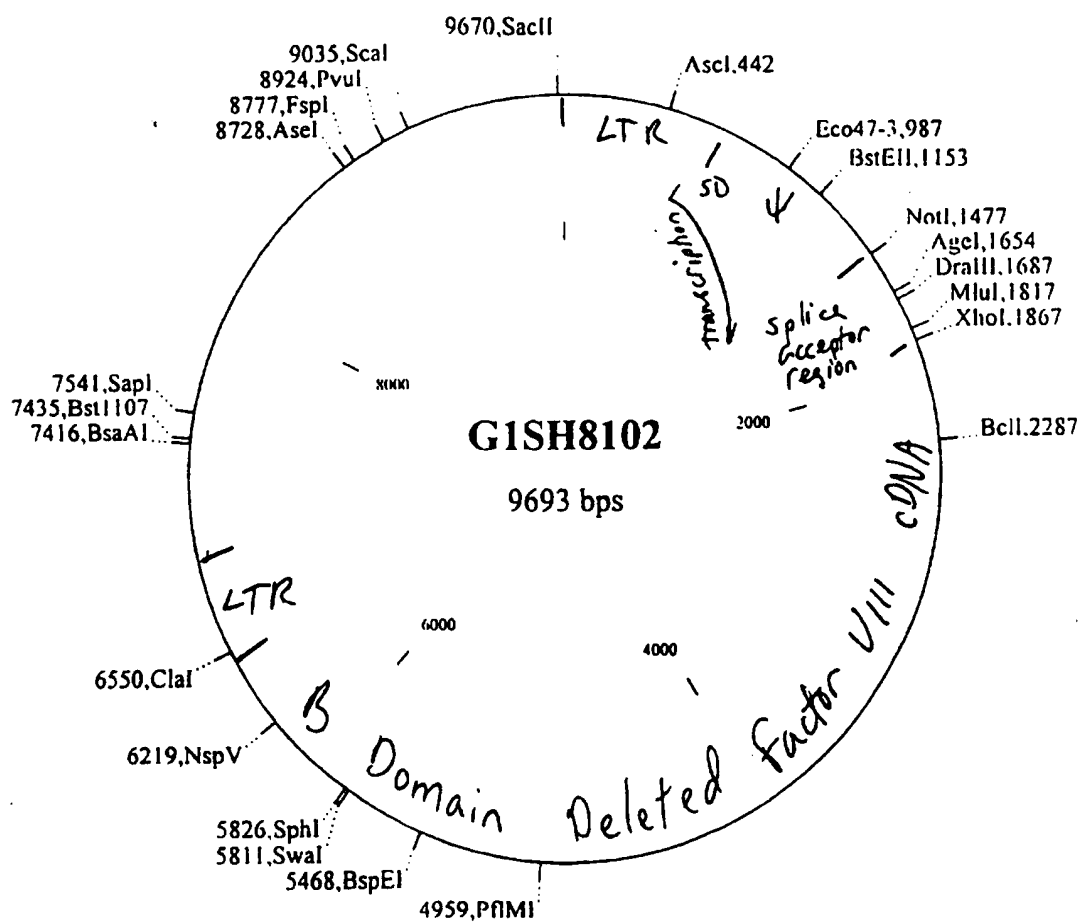 9670,SacII
9035,ScaI
8924,PvuI
8777,FspI
8728,AseI
AscI,442
Eco47-3,987
BstEII,1153
NotI,1477
AgeI,1654
DraIII,1687
MluI,1817
XhoI,1867
BclI,2287
LTR
SD
Ψ
transcription
splice
acceptor
region
2000
8000
G1SH8102
9693 bps
7541,SapI
7435,Bst1107
7416,BsaAI
LTR
6550,ClaI
6219,NspV
5826,SphI
5811,SwaI
5468,BspEI
4959,PflMI
6000
4000
B Domain Deleted Factor VIII cDNA